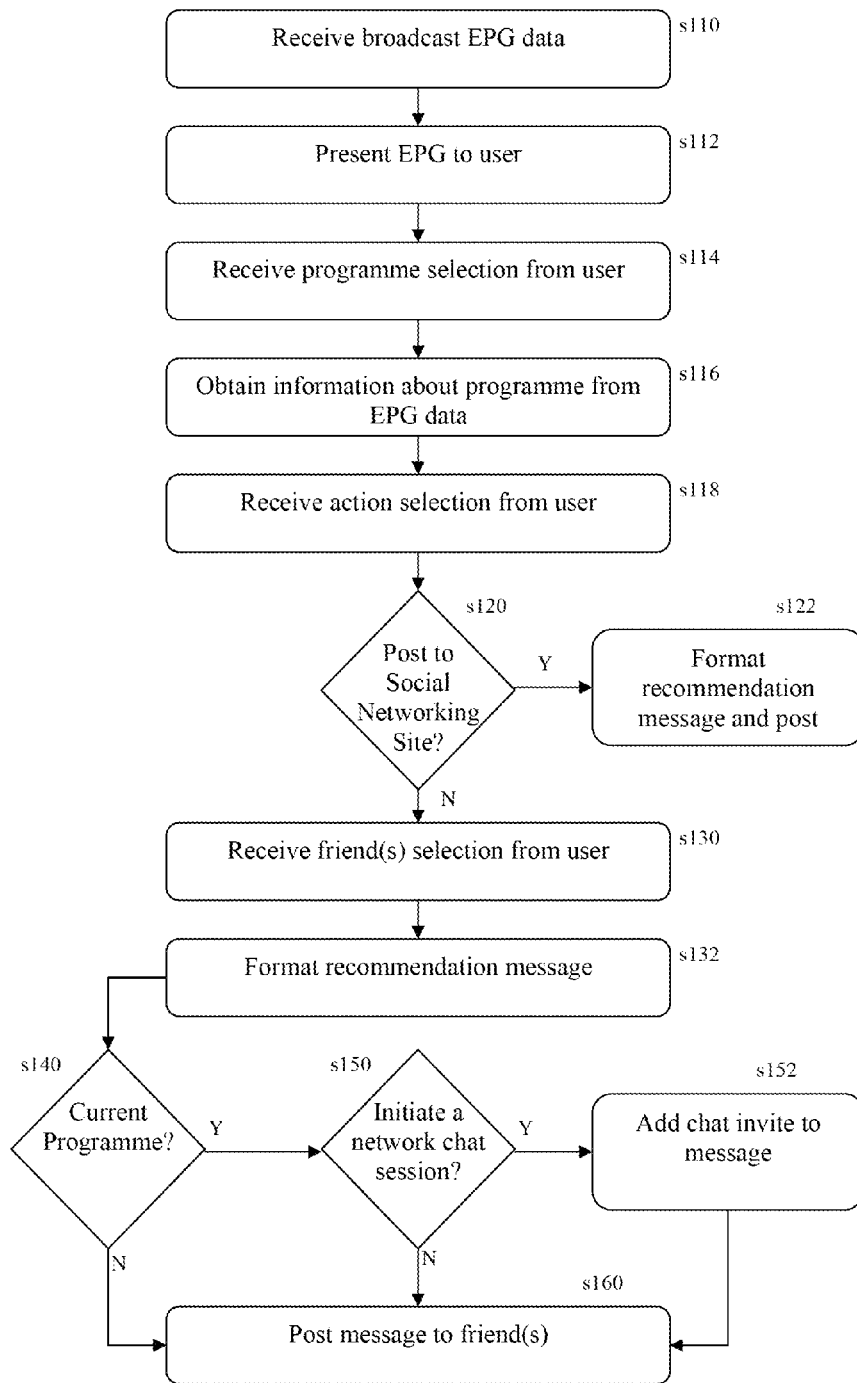 Receive broadcast EPG data
s110
Present EPG to user
s112
Receive programme selection from user
s114
Obtain information about programme from
EPG data
s116
Receive action selection from user
s118
s120
Post to
Social
Networking
Site?
Y
N
s122
Format
recommendation
message and post
Receive friend(s) selection from user
s130
Format recommendation message
s132
s140
Current
Programme?
Y
N
s150
Initiate a
network chat
session?
Y
N
s152
Add chat invite to
message
s160
Post message to friend(s)